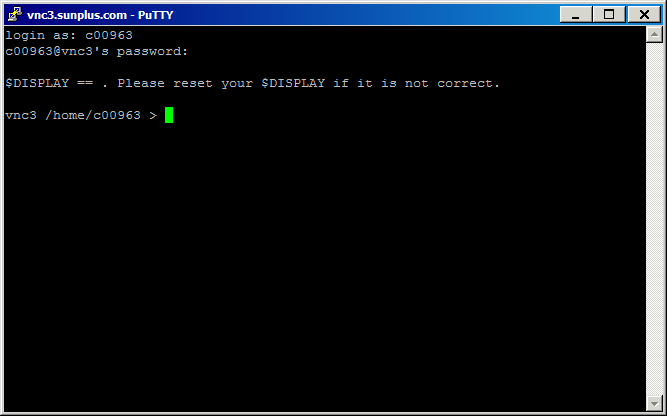 vnc3.sunplus.com - PuTTY
login as: c00963
c00963@vnc3's password:
$DISPLAY == . Please reset your $DISPLAY if it is not correct.
vnc3 /home/c00963 >